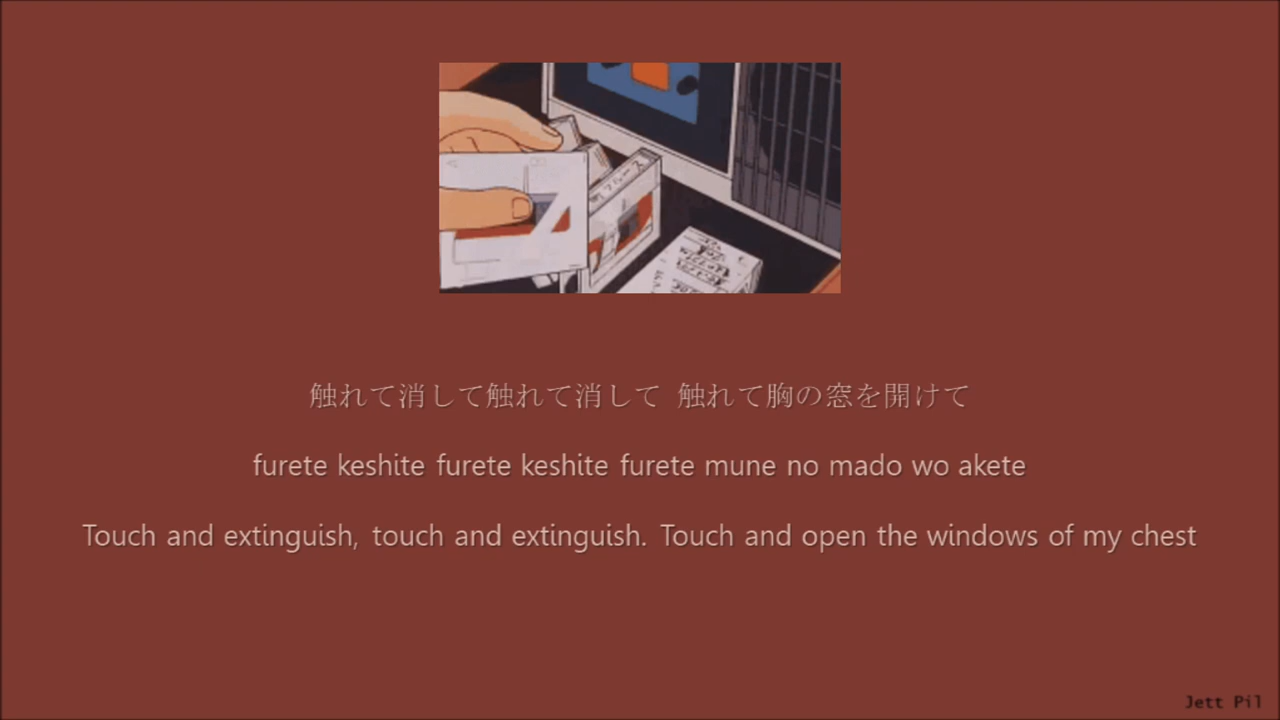 触れて消して触れて消して 触れて胸の窓を開けて
furete keshite furete keshite furete mune no mado wo akete
Touch and extinguish, touch and extinguish. Touch and open the windows of my chest
Jett Pil